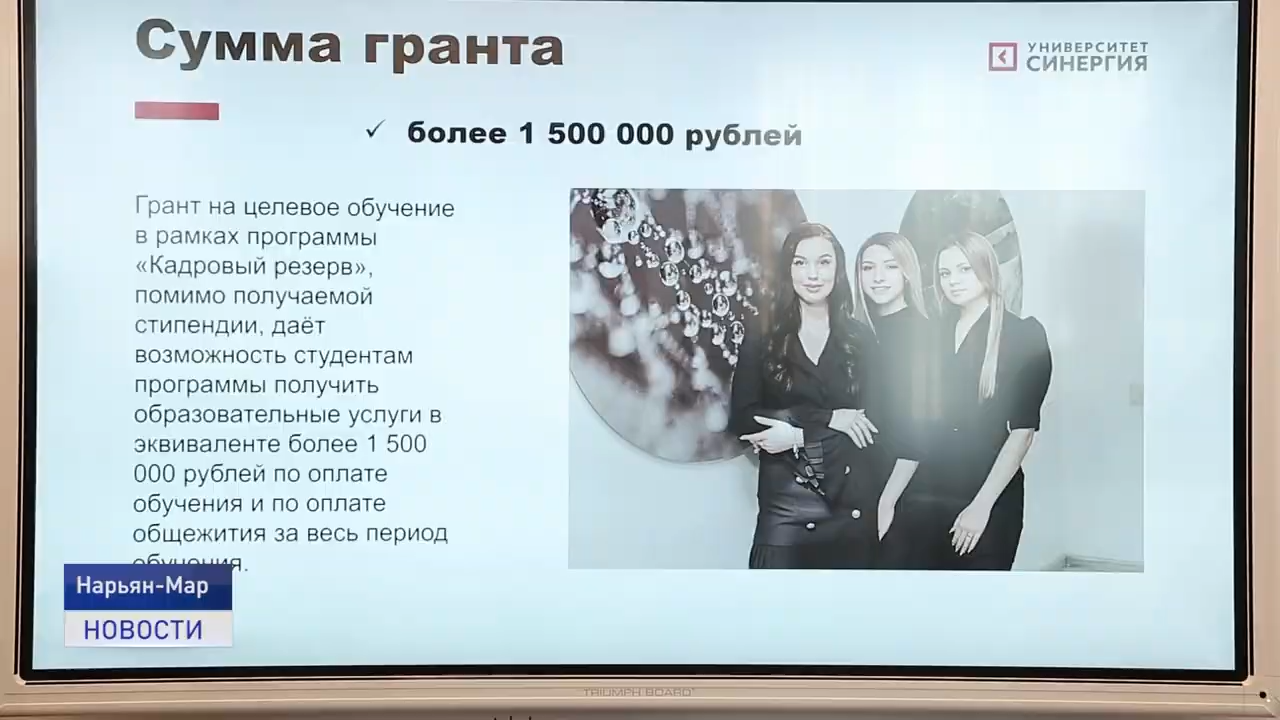 Сумма гранта
УНИВЕРСИТЕТ
СИНЕРГИЯ
✓ более 1 500 000 рублей
Грант на целевое обучение
в рамках программы
«Кадровый резерв»,
помимо получаемой
стипендии, даёт
возможность студентам
программы получить
образовательные услуги в
эквиваленте более 1 500
000 рублей по оплате
обучения и по оплате
общежития за весь период
обучения.
Нарьян-Мар
НОВОСТИ
TRIUMPH BOARD